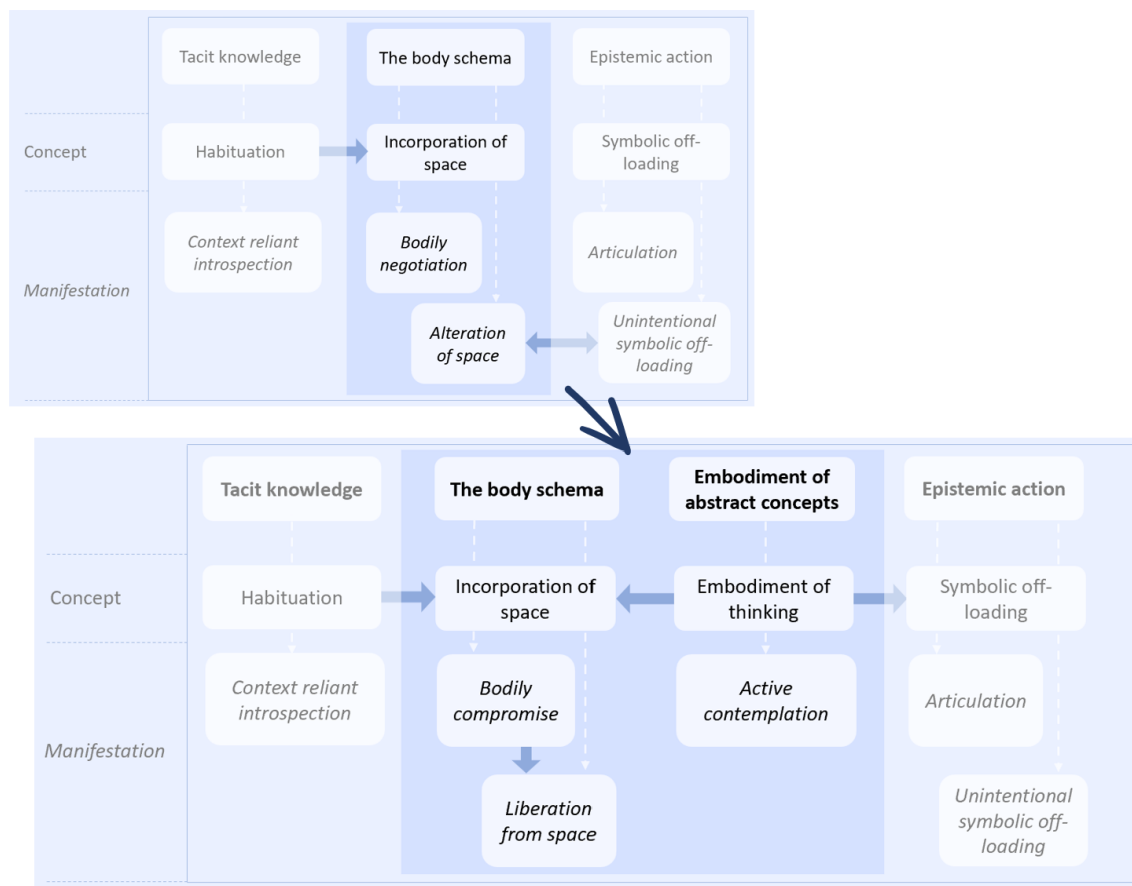 Tacit knowledge
The body schema
Epistemic action
Concept
Habituation
Incorporation of
space
Symbolic off-
loading
Manifestation
Context reliant
introspection
Bodily
negotiation
Articulation
Alteration
of space
Unintentional
symbolic off-
loading
Tacit knowledge
The body schema
Embodiment of
abstract concepts
Epistemic action
Concept
Habituation
Incorporation of
space
Embodiment of
thinking
Symbolic off-
loading
Manifestation
Context reliant
introspection
Bodily
compromise
Active
contemplation
Articulation
Liberation
from space
Unintentional
symbolic off-
loading